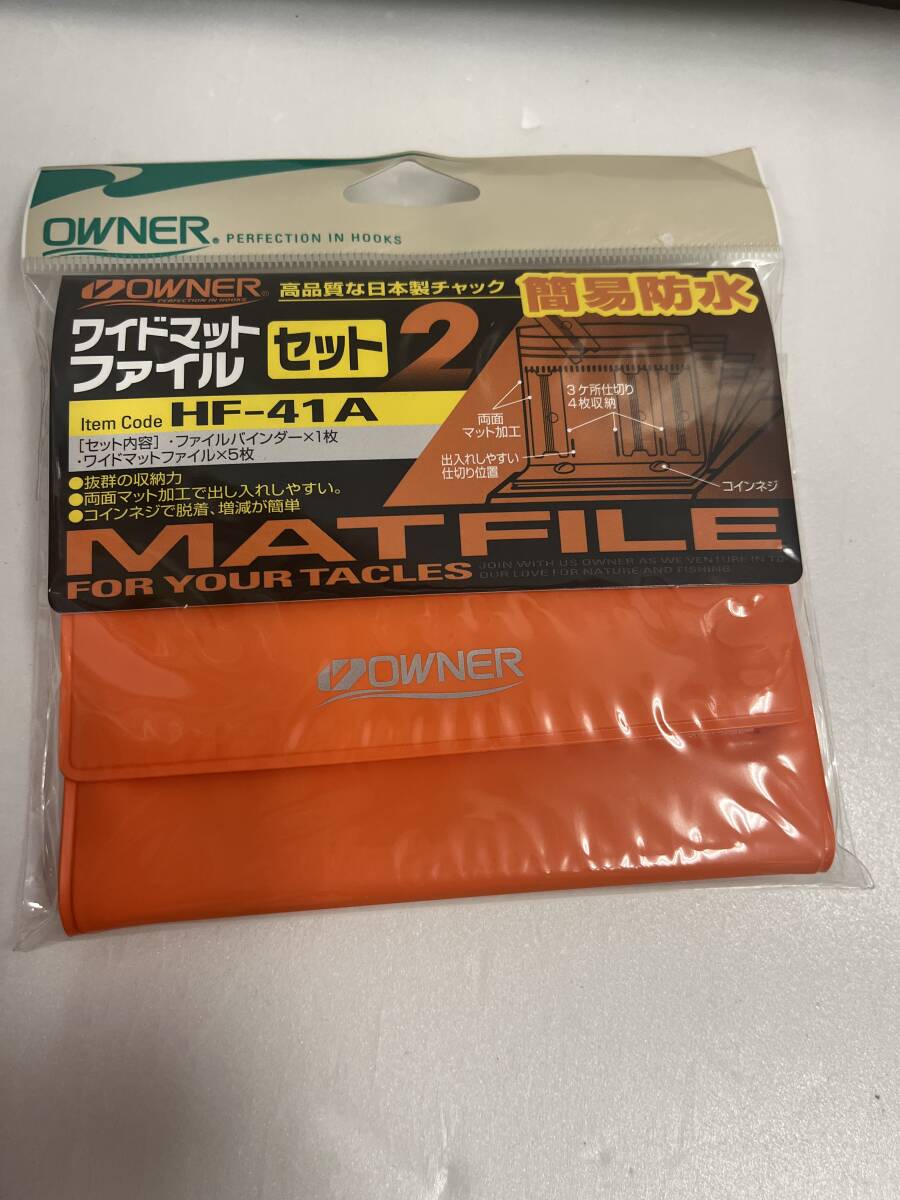 OWNER® PERFECTION IN HOOKS
OWNER®
PERFECTION IN HOOKS
高品質な日本製チャック
簡易防水
ワイドマット
ファイル
セット
2
Item Code HF-41A
[セット内容]・ファイルバインダー×1枚
・ワイドマットファイル×5枚
●抜群の収納力
●両面マット加工で出し入れしやすい。
●コインネジで脱着、増減が簡単
両面
マット加工
3ケ所仕切り
4枚収納
出入れしやすい
仕切り位置
コインネジ
MATFILE
FOR YOUR TACLES
JOIN WITH US OWNER AS WE VENTURE IN TO
OUR LOVE FOR NATURE AND FISHING.
OWNER